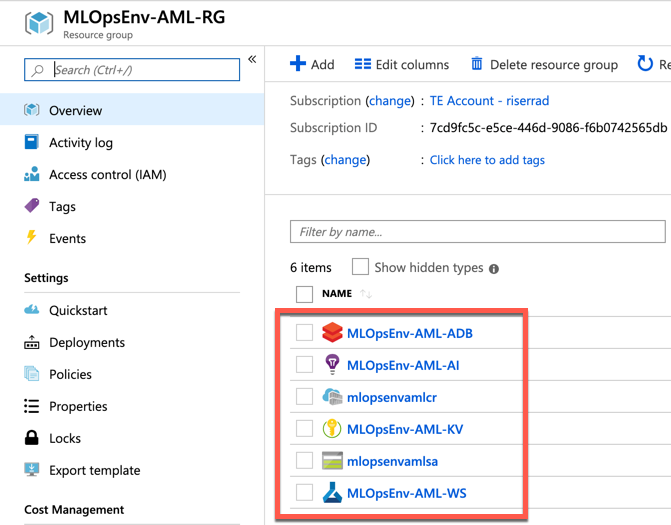 MLOpsEnv-AML-RG
Resource group
Search (Ctrl+/)
«
Overview
Activity log
Access control (IAM)
Tags
Events
Settings
Quickstart
Deployments
Policies
Properties
Locks
Export template
Cost Management
Add
Edit columns
Delete resource group
Re
Subscription (change) : TE Account - riserrad
Subscription ID : 7cd9fc5c-e5ce-446d-9086-f6b0742565db
Tags (change) : Click here to add tags
Filter by name...
6 items Show hidden types
NAME
MLOpsEnv-AML-ADB
MLOpsEnv-AML-AI
mlopsenvamlcr
MLOpsEnv-AML-KV
mlopsenvamlsa
MLOpsEnv-AML-WS